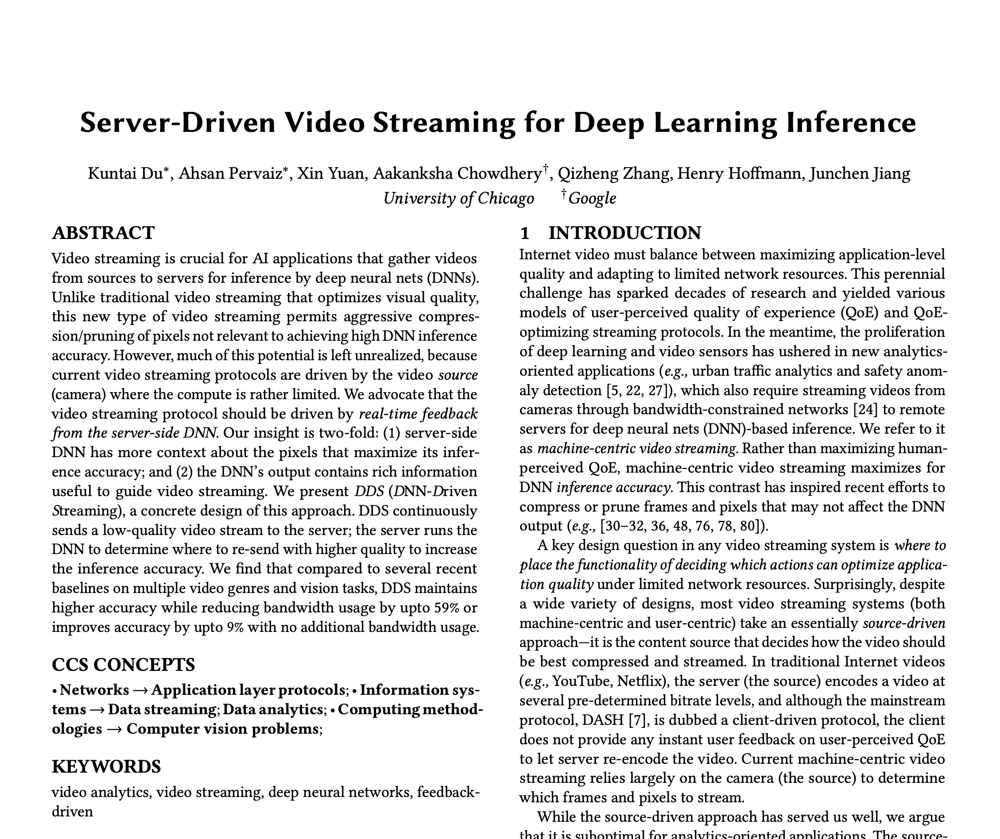 Server-Driven Video Streaming for Deep Learning Inference
Kuntai Du*, Ahsan Pervaiz*, Xin Yuan, Aakanksha Chowdhery†, Qizheng Zhang, Henry Hoffmann, Junchen Jiang
University of Chicago †Google
ABSTRACT
Video streaming is crucial for AI applications that gather videos
from sources to servers for inference by deep neural nets (DNNs).
Unlike traditional video streaming that optimizes visual quality,
this new type of video streaming permits aggressive compres-
sion/pruning of pixels not relevant to achieving high DNN inference
accuracy. However, much of this potential is left unrealized, because
current video streaming protocols are driven by the video source
(camera) where the compute is rather limited. We advocate that the
video streaming protocol should be driven by real-time feedback
from the server-side DNN. Our insight is two-fold: (1) server-side
DNN has more context about the pixels that maximize its infer-
ence accuracy; and (2) the DNN's output contains rich information
useful to guide video streaming. We present DDS (DNN-Driven
Streaming), a concrete design of this approach. DDS continuously
sends a low-quality video stream to the server; the server runs the
DNN to determine where to re-send with higher quality to increase
the inference accuracy. We find that compared to several recent
baselines on multiple video genres and vision tasks, DDS maintains
higher accuracy while reducing bandwidth usage by upto 59% or
improves accuracy by upto 9% with no additional bandwidth usage.
CCS CONCEPTS
• Networks → Application layer protocols; • Information sys-
tems → Data streaming; Data analytics; • Computing method-
ologies → Computer vision problems;
KEYWORDS
video analytics, video streaming, deep neural networks, feedback-
driven
1 INTRODUCTION
Internet video must balance between maximizing application-level
quality and adapting to limited network resources. This perennial
challenge has sparked decades of research and yielded various
models of user-perceived quality of experience (QoE) and QoE-
optimizing streaming protocols. In the meantime, the proliferation
of deep learning and video sensors has ushered in new analytics-
oriented applications (e.g., urban traffic analytics and safety anom-
aly detection [5, 22, 27]), which also require streaming videos from
cameras through bandwidth-constrained networks [24] to remote
servers for deep neural nets (DNN)-based inference. We refer to it
as machine-centric video streaming. Rather than maximizing human-
perceived QoE, machine-centric video streaming maximizes for
DNN inference accuracy. This contrast has inspired recent efforts to
compress or prune frames and pixels that may not affect the DNN
output (e.g., [30–32, 36, 48, 76, 78, 80]).
A key design question in any video streaming system is where to
place the functionality of deciding which actions can optimize applica-
tion quality under limited network resources. Surprisingly, despite
a wide variety of designs, most video streaming systems (both
machine-centric and user-centric) take an essentially source-driven
approach—it is the content source that decides how the video should
be best compressed and streamed. In traditional Internet videos
(e.g., YouTube, Netflix), the server (the source) encodes a video at
several pre-determined bitrate levels, and although the mainstream
protocol, DASH [7], is dubbed a client-driven protocol, the client
does not provide any instant user feedback on user-perceived QoE
to let server re-encode the video. Current machine-centric video
streaming relies largely on the camera (the source) to determine
which frames and pixels to stream.
While the source-driven approach has served us well, we argue
that it is suboptimal for analytics-oriented applications. The source-